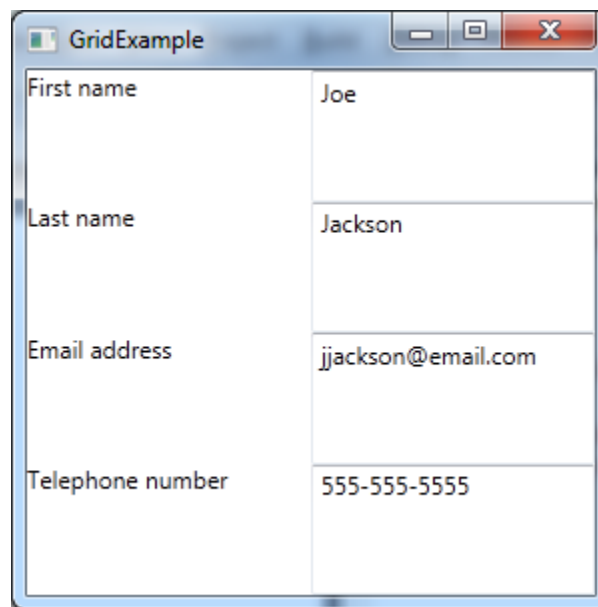 GridExample
First name
Joe
Last name
Jackson
Email address
jjackson@email.com
Telephone number
555-555-5555